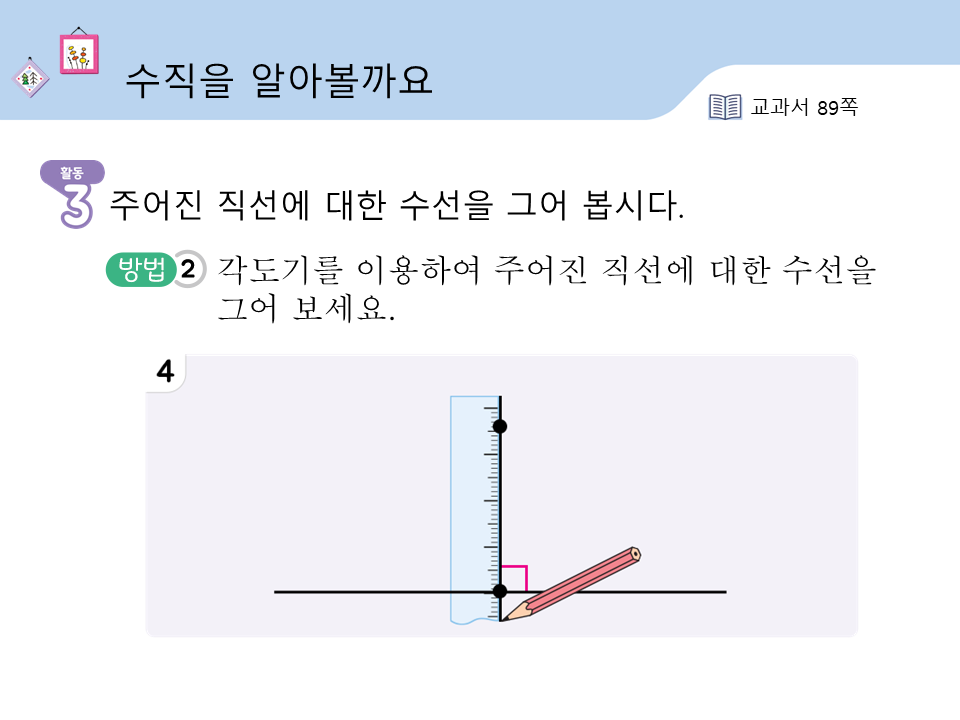 수직을 알아볼까요
교과서 89쪽
활동
3 주어진 직선에 대한 수선을 그어 봅시다.
방법 2 각도기를 이용하여 주어진 직선에 대한 수선을
그어 보세요.
4